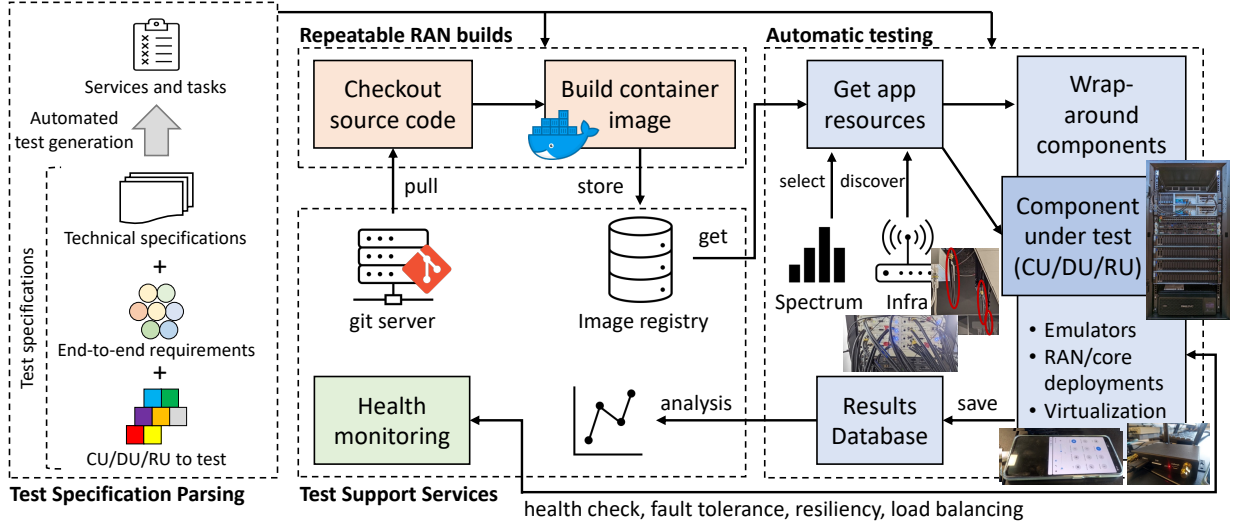 Services and tasks
Automated
test generation
Technical specifications
+
End-to-end requirements
+
CU/DU/RU to test
Test specifications
Test Specification Parsing
Repeatable RAN builds
Checkout
source code
Build container
image
pull
store
git server
Image registry
get
Health
monitoring
analysis
Test Support Services
Automatic testing
Get app
resources
select
discover
Spectrum
Infra
Results
Database
save
Wrap-
around
components
Component
under test
(CU/DU/RU)
• Emulators
• RAN/core
deployments
• Virtualization
health check, fault tolerance, resiliency, load balancing